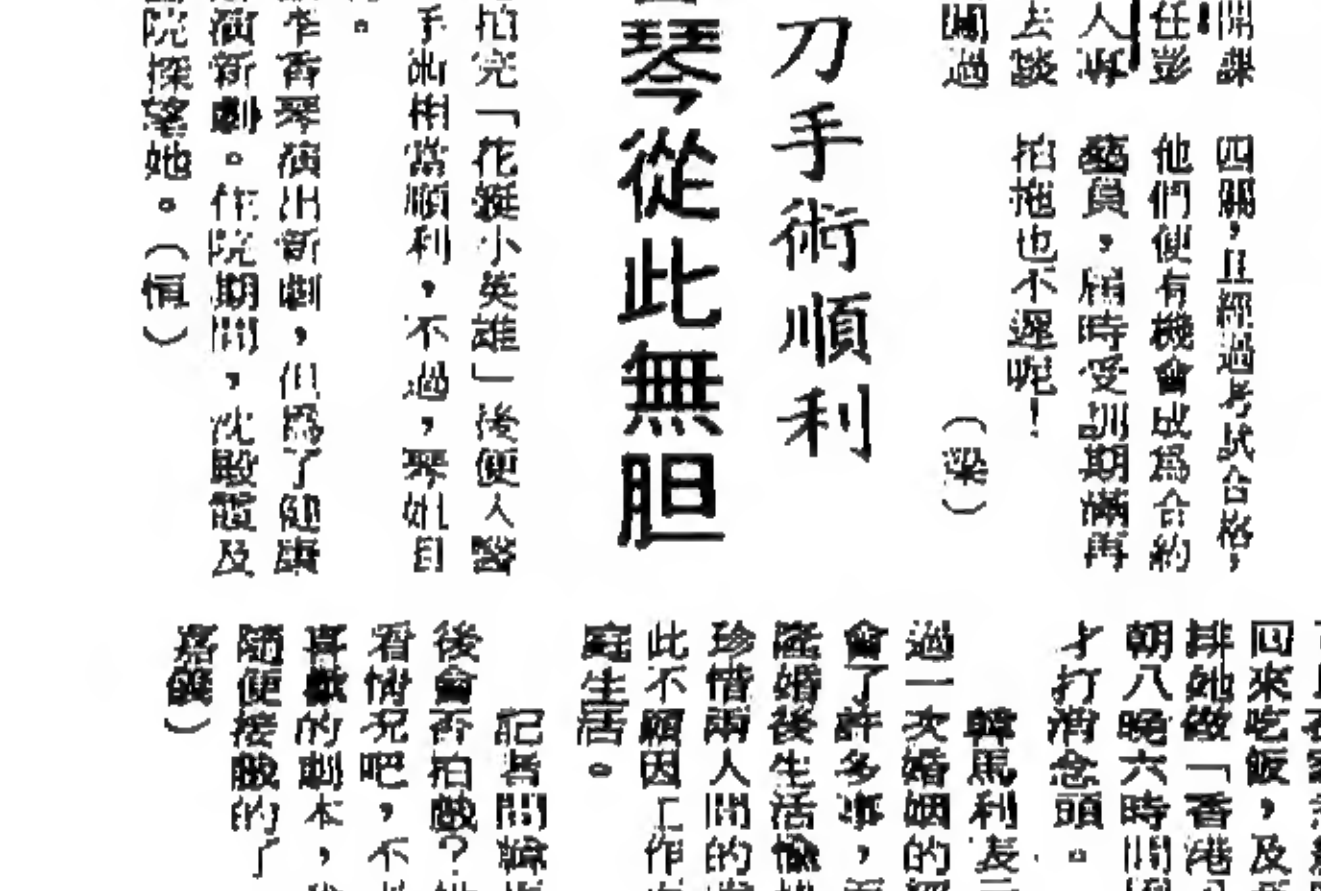 開課
任彭
人馬
去談
過
四關，且經過考試合格，
他們便有機會成為合約
藝員，屆時受訓期滿再
拍拖也不遲呢！
（梁）
刀手術順利
琴從此無胆
拍完「花艇小英雄」後便入醫
手術相當順利，不過，琴姐目
。
香琴演出新劇，但為了健康
演新劇。住院期間，沈殿霞及
院探望她。（恒）
回來吃飯，及
排她做「香港
朝八晚六時間
才打消念頭。
韓馬利表示
過一次婚姻的
會了許多事，
婚後生活愉
珍惜兩人間的
此不願因工作
庭生活。
記者問韓
後會否拍戲？
看情況吧，不
喜歡的劇本，
隨便接戲的了
嘉儀）